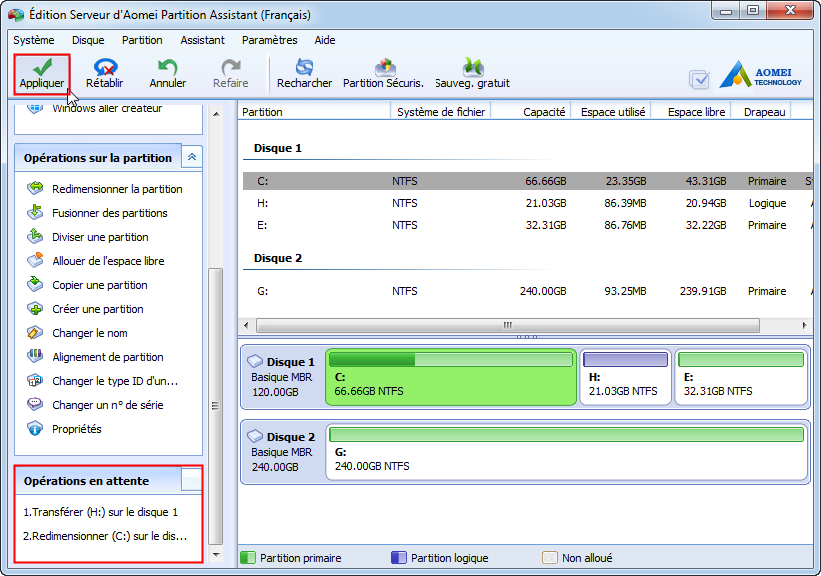 Édition Serveur d'Aomei Partition Assistant (Français)
Système Disque Partition Assistant Paramètres Aide
Appliquer Rétablir Annuler Refaire Rechercher Partition Sécuris. Sauveg. gratuit
AOMEI
TECHNOLOGY
Windows aller créateur
Opérations sur la partition
Redimensionner la partition
Fusionner des partitions
Diviser une partition
Allouer de l'espace libre
Copier une partition
Créer une partition
Changer le nom
Alignement de partition
Changer le type ID d'un...
Changer un n° de série
Propriétés
Opérations en attente
1.Transférer (H:) sur le disque 1
2.Redimensionner (C:) sur le dis...
Partition Système de fichier Capacité Espace utilisé Espace libre Drapeau
Disque 1
C: NTFS 66.66GB 23.35GB 43.31GB Primaire
H: NTFS 21.03GB 86.39MB 20.94GB Logique
E: NTFS 32.31GB 86.76MB 32.22GB Primaire
Disque 2
G: NTFS 240.00GB 93.25MB 239.91GB Primaire
Disque 1
Basique MBR
120.00GB
C:
66.66GB NTFS
H:
21.03GB NTFS
E:
32.31GB NTFS
Disque 2
Basique MBR
240.00GB
G:
240.00GB NTFS
Partition primaire Partition logique Non alloué